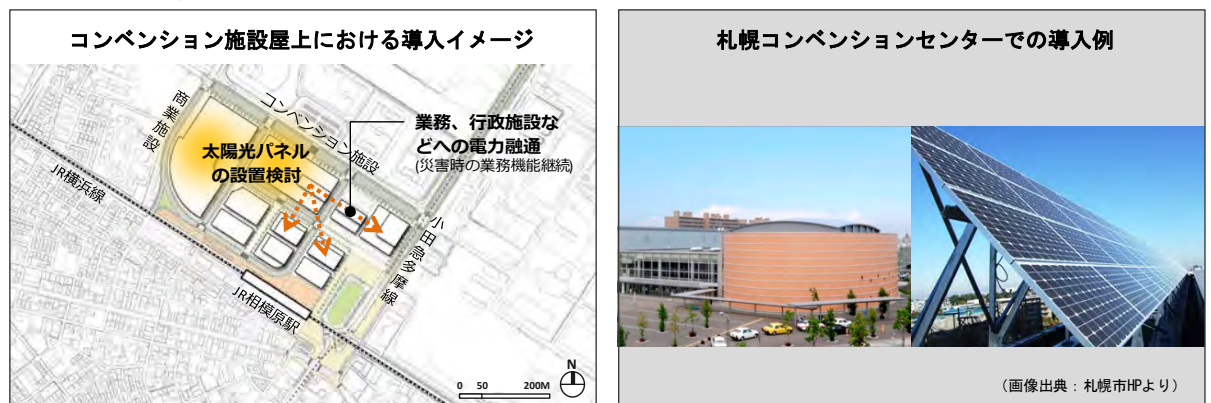 コンベンション施設屋上における導入イメージ
商業施設
コンベンション施設
業務、行政施設な
どへの電力融通
(災害時の業務機能継続)
太陽光パネル
の設置検討
JR横浜線
小田急多摩線
JR相模原駅
N
0 50 200M
札幌コンベンションセンターでの導入例
(画像出典：札幌市HPより)